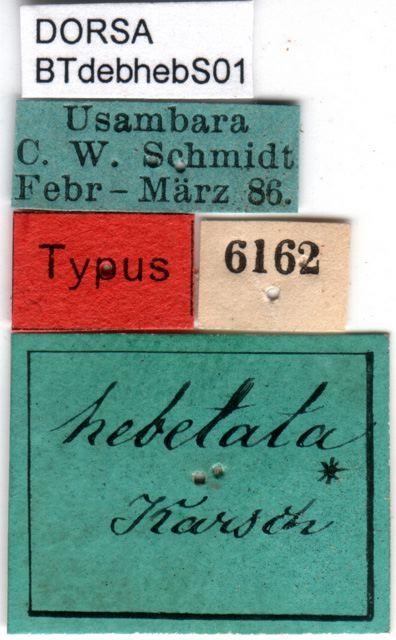 DORSA
BTdebhebS01
Usambara
C. W. Schmidt
Febr – März 86.
Typus
6162
hebetata *
Karsch